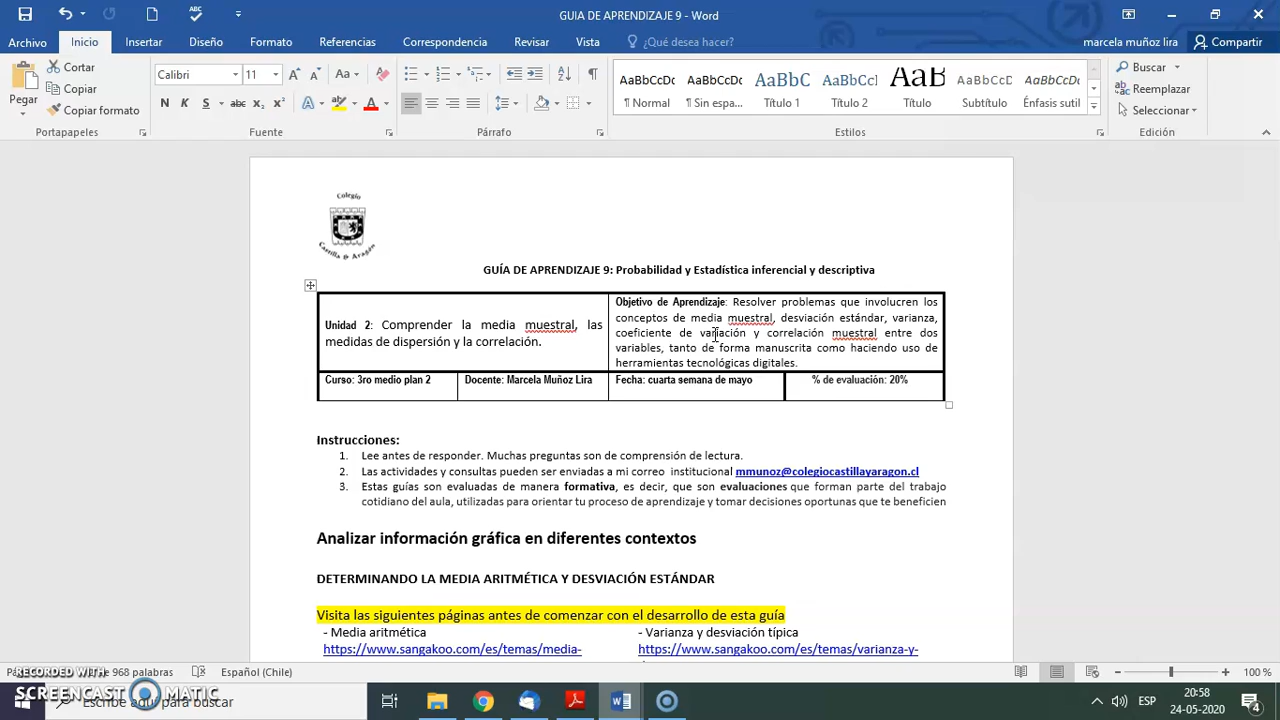 GUIA DE APRENDIZAJE 9 - Word
Archivo Inicio Insertar Diseño Formato Referencias Correspondencia Revisar Vista ¿Qué desea hacer? marcela muñoz lira Compartir
Pegar
Cortar
Copiar
Copiar formato
Portapapeles
Calibri 11
Fuente
Párrafo
AaBbCcDc AaBbCcDc AaBbC AaBbCcI AaB AaBbCcD AaBbCcDc
¶ Normal ¶ Sin espa... Título 1 Título 2 Título Subtítulo Énfasis sutil
Estilos
Buscar
Reemplazar
Seleccionar
Edición
Colegio
Castilla & Aragón
GUÍA DE APRENDIZAJE 9: Probabilidad y Estadística inferencial y descriptiva
Unidad 2: Comprender la media muestral, las
medidas de dispersión y la correlación.
Objetivo de Aprendizaje: Resolver problemas que involucren los
conceptos de media muestral, desviación estándar, varianza,
coeficiente de variación y correlación muestral entre dos
variables, tanto de forma manuscrita como haciendo uso de
herramientas tecnológicas digitales.
Curso: 3ro medio plan 2
Docente: Marcela Muñoz Lira
Fecha: cuarta semana de mayo
% de evaluación: 20%
Instrucciones:
1. Lee antes de responder. Muchas preguntas son de comprensión de lectura.
2. Las actividades y consultas pueden ser enviadas a mi correo institucional mmunoz@colegiocastillayaragon.cl
3. Estas guías son evaluadas de manera formativa, es decir, que son evaluaciones que forman parte del trabajo
cotidiano del aula, utilizadas para orientar tu proceso de aprendizaje y tomar decisiones oportunas que te beneficien
Analizar información gráfica en diferentes contextos
DETERMINANDO LA MEDIA ARITMÉTICA Y DESVIACIÓN ESTÁNDAR
Visita las siguientes páginas antes de comenzar con el desarrollo de esta guía
- Media aritmética
https://www.sangakoo.com/es/temas/media-
- Varianza y desviación típica
https://www.sangakoo.com/es/temas/varianza-y-
968 palabras Español (Chile) 100 %
RECORDED WITH
SCREENCAST MATIC
Escribe aquí para buscar
ESP
20:58
24-05-2020
4